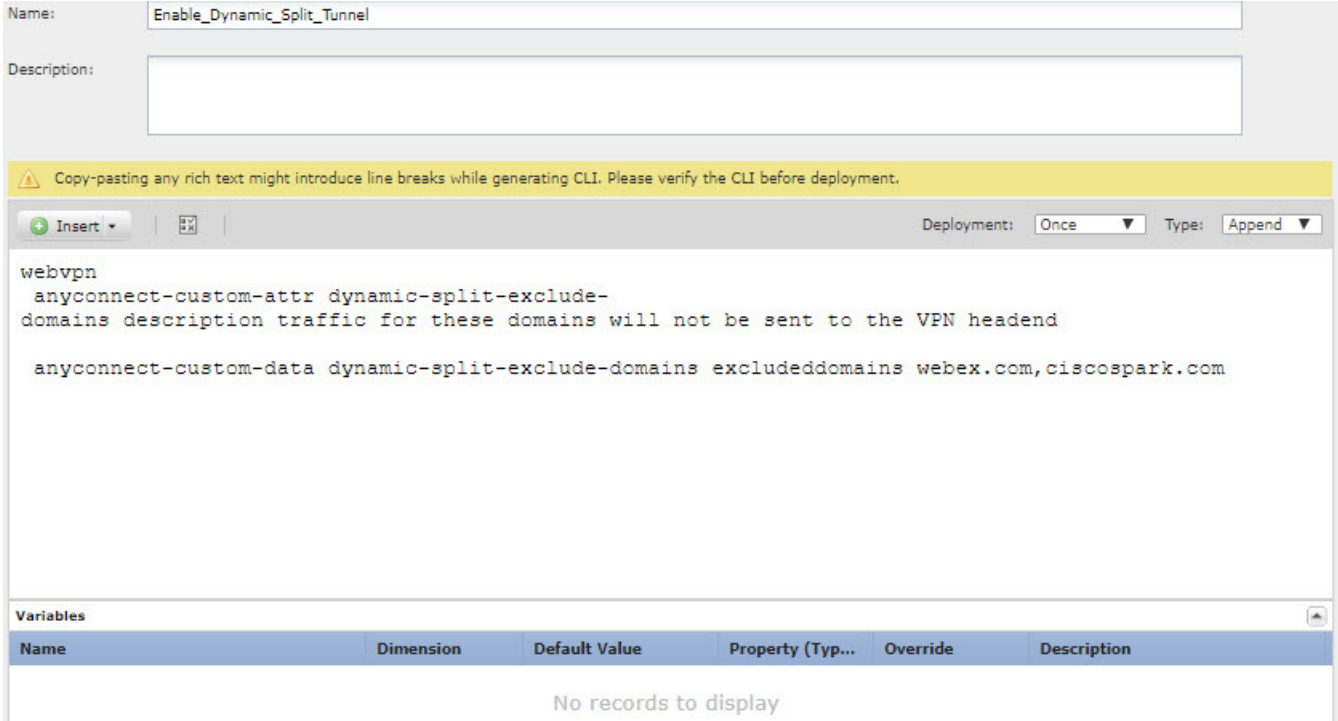 Name: Enable_Dynamic_Split_Tunnel
Description:
Copy-pasting any rich text might introduce line breaks while generating CLI. Please verify the CLI before deployment.
Insert Deployment: Once Type: Append
webvpn
anyconnect-custom-attr dynamic-split-exclude-
domains description traffic for these domains will not be sent to the VPN headend
anyconnect-custom-data dynamic-split-exclude-domains excludeddomains webex.com,ciscospark.com
Variables
Name Dimension Default Value Property (Typ... Override Description
No records to display